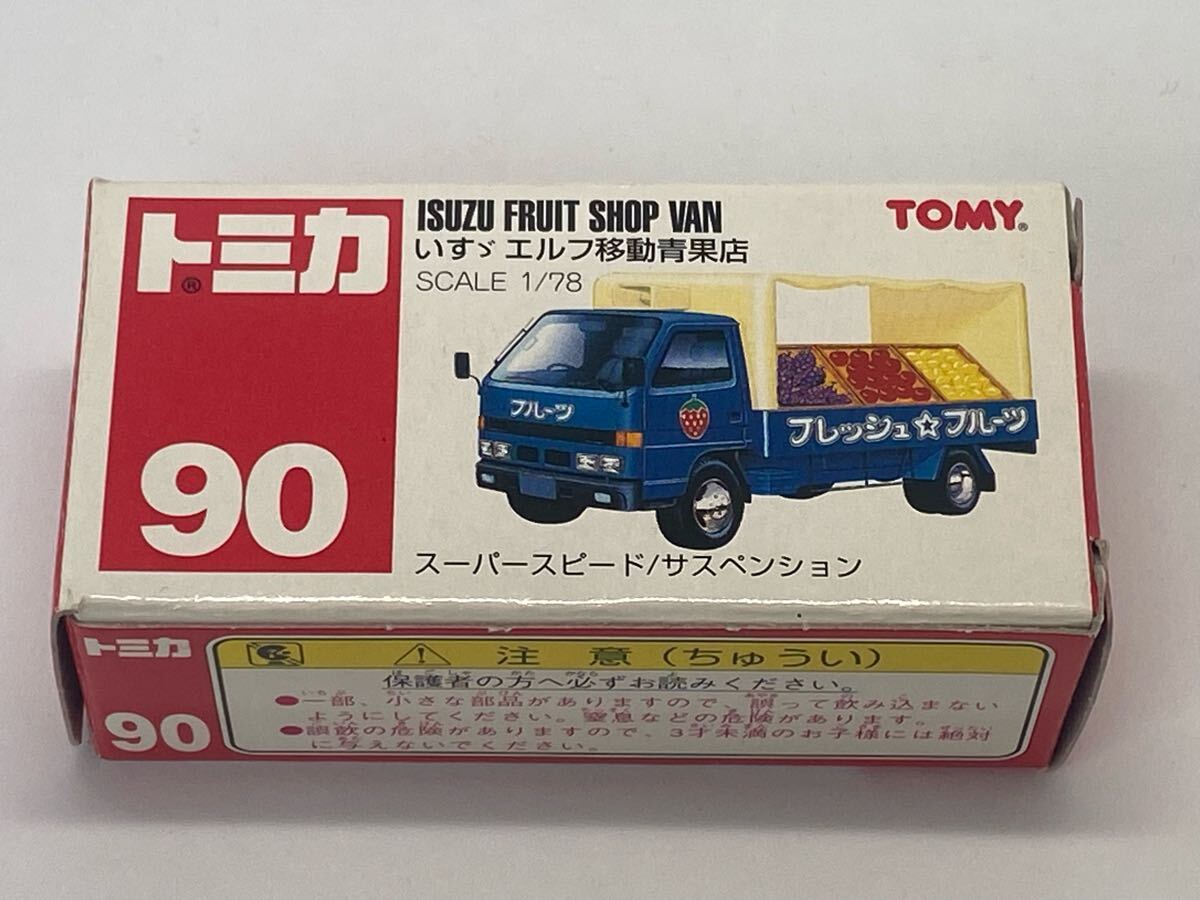 トミカ®
90
ISUZU FRUIT SHOP VAN
いすゞ エルフ移動青果店
SCALE 1/78
TOMY®
フルーツ
フレッシュ☆フルーツ
スーパースピード/サスペンション
トミカ
90
注意(ちゅうい)
保護者の方へ必ずお読みください。
●一部、小さな部品がありますので、誤って飲み込まない
ようにしてください。窒息などの危険があります。
●誤飲の危険がありますので、3才未満のお子様には絶対
に与えないでください。